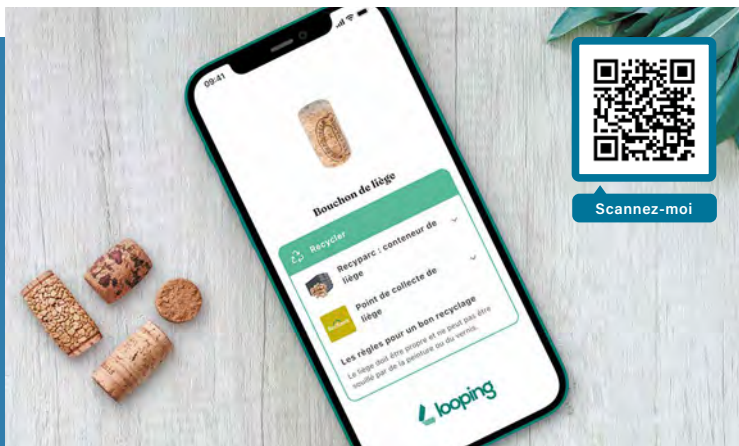 09:41
Bouchon de liège
Recycler
Recyparc : conteneur de
liège
Point de collecte de
liège
Les règles pour un bon recyclage
Le liège doit être propre et ne peut pas être
souillé par de la peinture ou du vernis.
looping
Scannez-moi